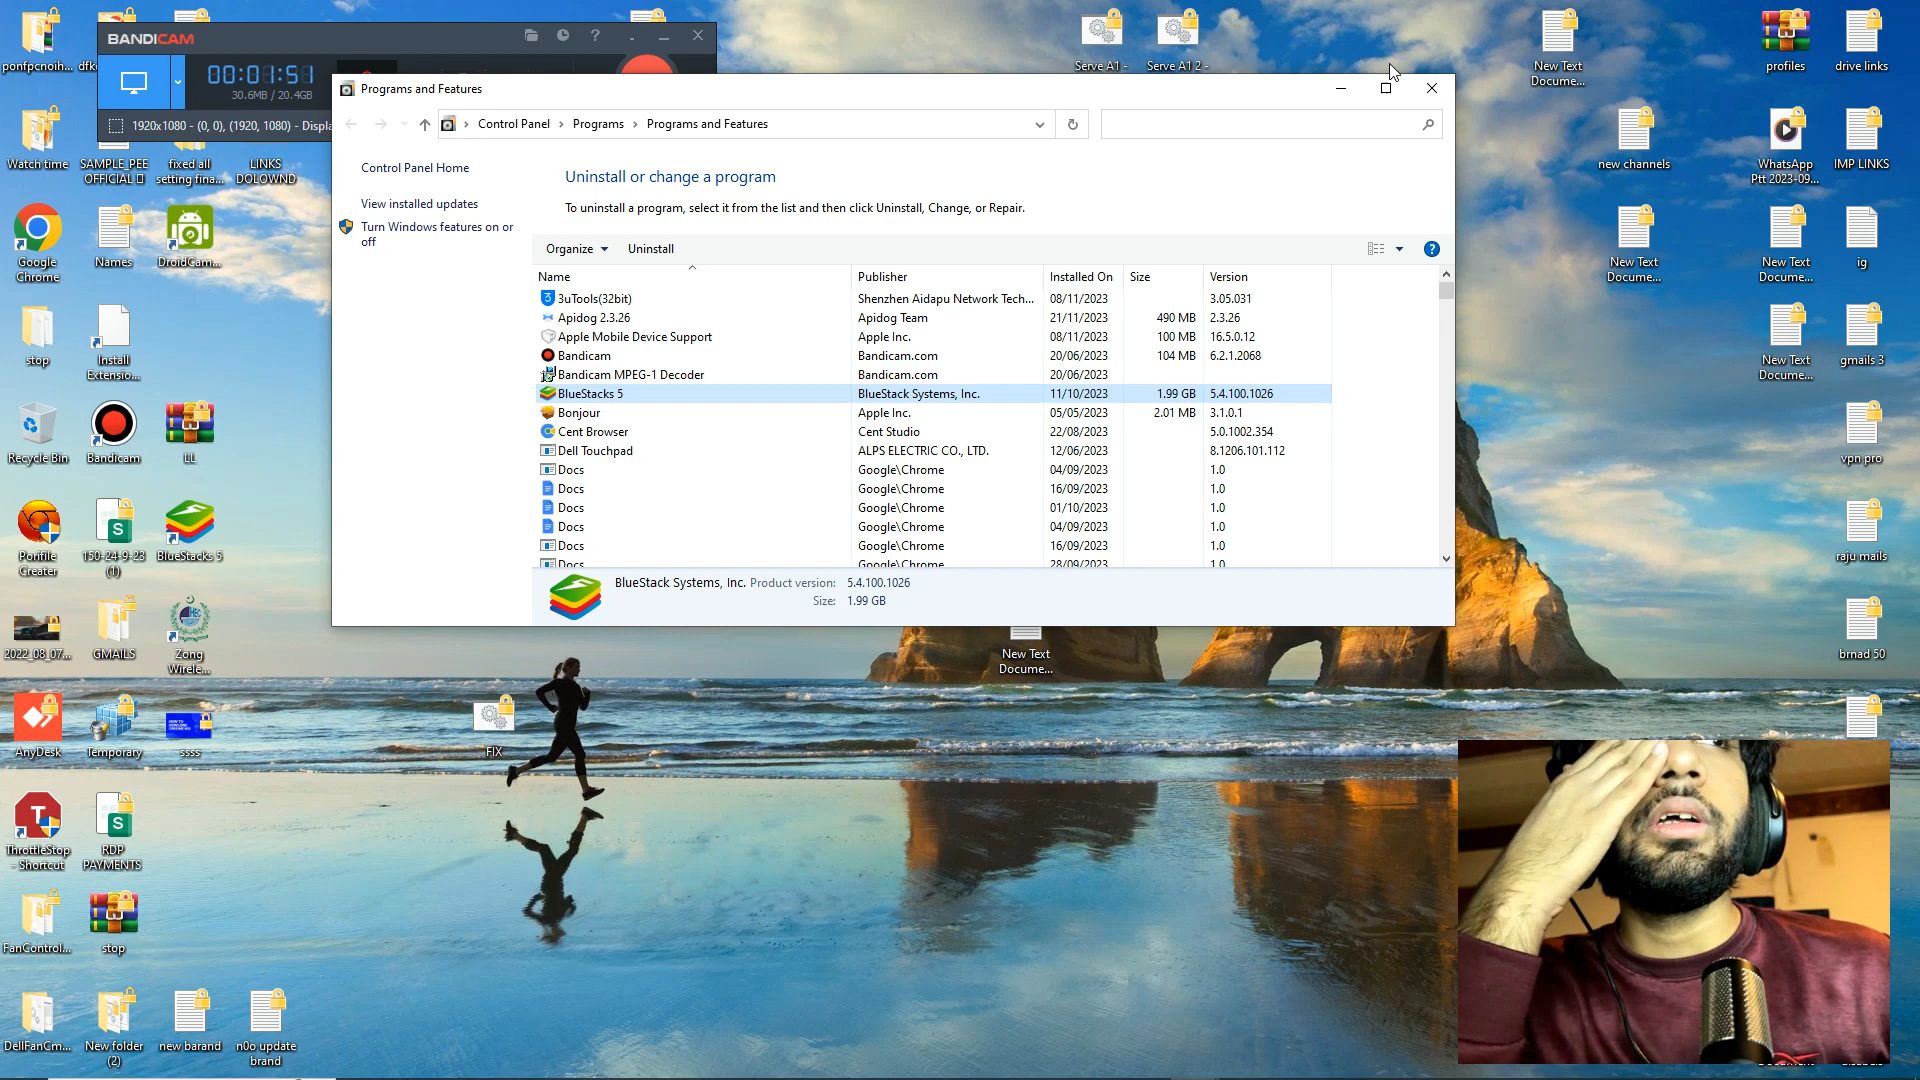 BANDICAM
00:01:51
30.6MB / 20.4GB
1920x1080 - (0, 0), (1920, 1080) - Displa
Programs and Features
Control Panel > Programs > Programs and Features
Control Panel Home
View installed updates
Turn Windows features on or
off
Uninstall or change a program
To uninstall a program, select it from the list and then click Uninstall, Change, or Repair.
Organize Uninstall
Name Publisher Installed On Size Version
3uTools(32bit) Shenzhen Aidapu Network Tech... 08/11/2023 3.05.031
Apidog 2.3.26 Apidog Team 21/11/2023 490 MB 2.3.26
Apple Mobile Device Support Apple Inc. 08/11/2023 100 MB 16.5.0.12
Bandicam Bandicam.com 20/06/2023 104 MB 6.2.1.2068
Bandicam MPEG-1 Decoder Bandicam.com 20/06/2023
BlueStacks 5 BlueStack Systems, Inc. 11/10/2023 1.99 GB 5.4.100.1026
Bonjour Apple Inc. 05/05/2023 2.01 MB 3.1.0.1
Cent Browser Cent Studio 22/08/2023 5.0.1002.354
Dell Touchpad ALPS ELECTRIC CO., LTD. 12/06/2023 8.1206.101.112
Docs Google\Chrome 04/09/2023 1.0
Docs Google\Chrome 16/09/2023 1.0
Docs Google\Chrome 01/10/2023 1.0
Docs Google\Chrome 04/09/2023 1.0
Docs Google\Chrome 16/09/2023 1.0
Docs Google\Chrome 28/09/2023 1.0
BlueStack Systems, Inc. Product version: 5.4.100.1026
Size: 1.99 GB
ponfpcnoih...
Watch time
SAMPLE_PEE
OFFICIAL
fixed all
setting fina...
LINKS
DOLOWND
Google
Chrome
Names
DroidCam...
stop
Install
Extensio...
Recycle Bin
Bandicam
LL
Porifile
Creater
150-24-9-23
(1)
BlueStacks 5
2022_08_07...
GMAILS
Zong
Wirele...
AnyDesk
Temporary
ssss
ThrottleStop
- Shortcut
RDP
PAYMENTS
FanControl...
stop
DellFanCm...
New folder
(2)
new barand
n0o update
brand
FIX
New Text
Docume...
Serve A1 -
Serve A1 2 -
New Text
Docume...
profiles
drive links
new channels
WhatsApp
Ptt 2023-09...
IMP LINKS
New Text
Docume...
New Text
Docume...
ig
New Text
Docume...
gmails 3
vpn pro
raju mails
brnad 50